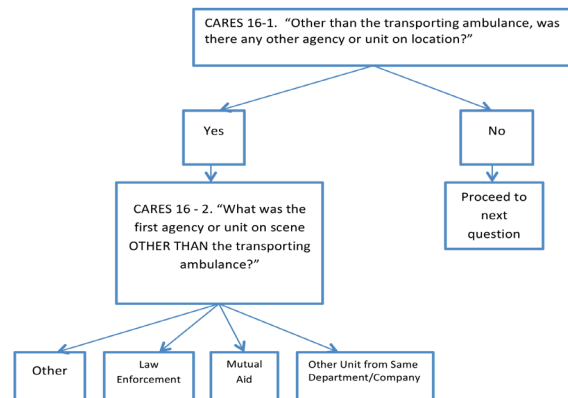 CARES 16-1. “Other than the transporting ambulance, was
there any other agency or unit on location?”
Yes
No
CARES 16 - 2. “What was the
first agency or unit on scene
OTHER THAN the transporting
ambulance?”
Proceed to
next
question
Other
Law
Enforcement
Mutual
Aid
Other Unit from Same
Department/Company